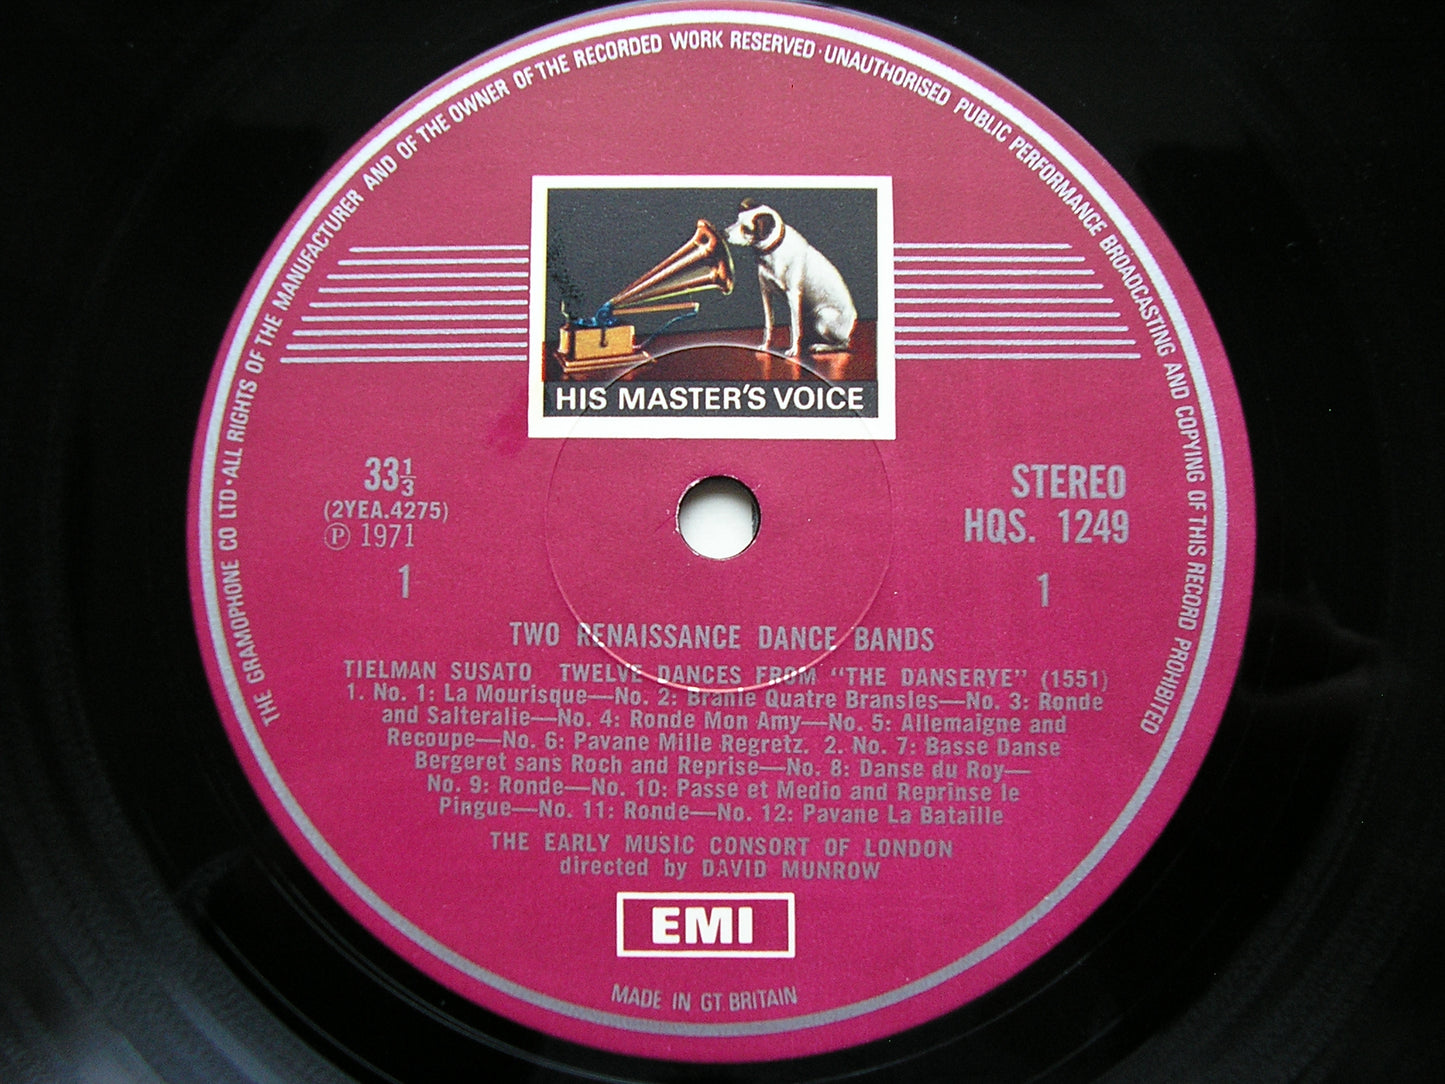 THE GRAMOPHONE CO LTD · ALL RIGHTS OF THE MANUFACTURER AND OF THE OWNER OF THE RECORDED WORK RESERVED · UNAUTHORISED PUBLIC PERFORMANCE BROADCASTING AND COPYING OF THIS RECORD PROHIBITED
HIS MASTER'S VOICE
33⅓
(2YEA.4275)
Ⓟ 1971
1
STEREO
HQS. 1249
1
TWO RENAISSANCE DANCE BANDS
TIELMAN SUSATO TWELVE DANCES FROM "THE DANSERYE" (1551)
1. No. 1: La Mourisque—No. 2: Branle Quatre Bransles—No. 3: Ronde
and Salteralie—No. 4: Ronde Mon Amy—No. 5: Allemaigne and
Recoupe—No. 6: Pavane Mille Regretz. 2. No. 7: Basse Danse
Bergeret sans Roch and Reprise—No. 8: Danse du Roy—
No. 9: Ronde—No. 10: Passe et Medio and Reprinse le
Pingue—No. 11: Ronde—No. 12: Pavane La Bataille
THE EARLY MUSIC CONSORT OF LONDON
directed by DAVID MUNROW
EMI
MADE IN GT. BRITAIN